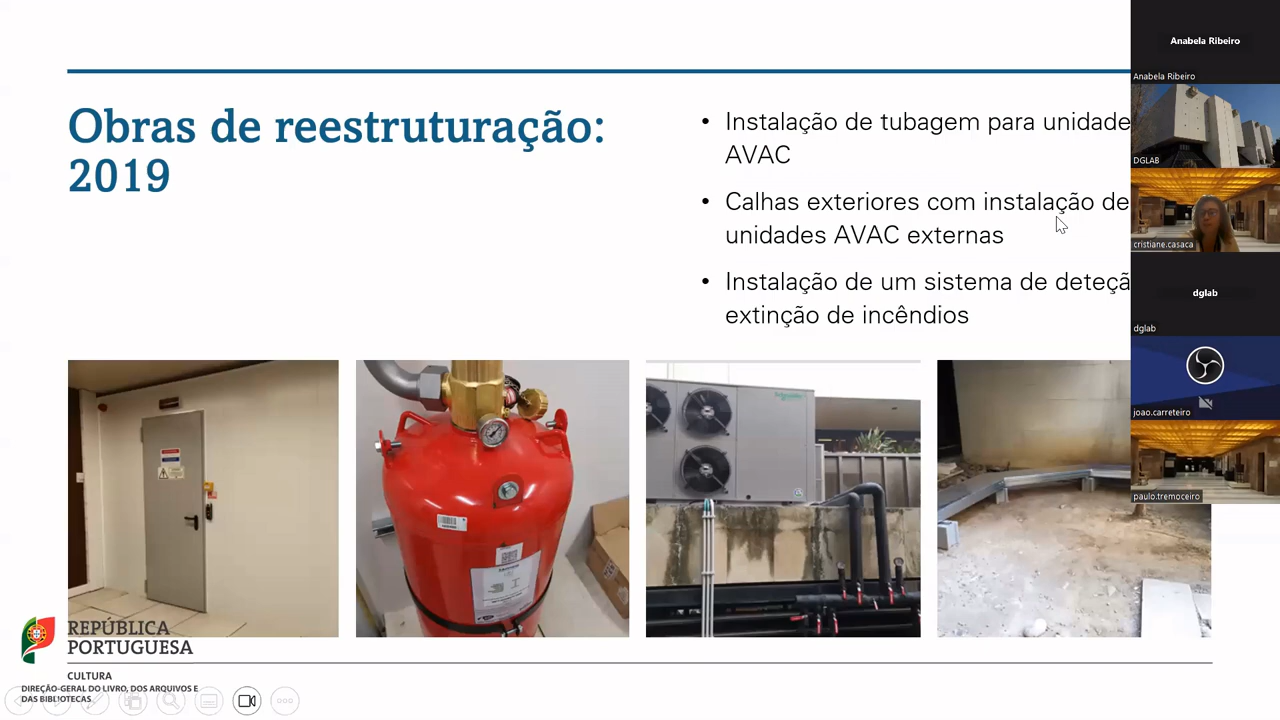 Obras de reestruturação:
2019
• Instalação de tubagem para unidade
AVAC
• Calhas exteriores com instalação de
unidades AVAC externas
• Instalação de um sistema de deteçã
extinção de incêndios
Anabela Ribeiro
Anabela Ribeiro
DGLAB
cristiane.casaca
dglab
dglab
joao.carreteiro
paulo.tremoceiro
REPÚBLICA
PORTUGUESA
CULTURA
DIREÇÃO-GERAL DO LIVRO, DOS ARQUIVOS E
DAS BIBLIOTECAS